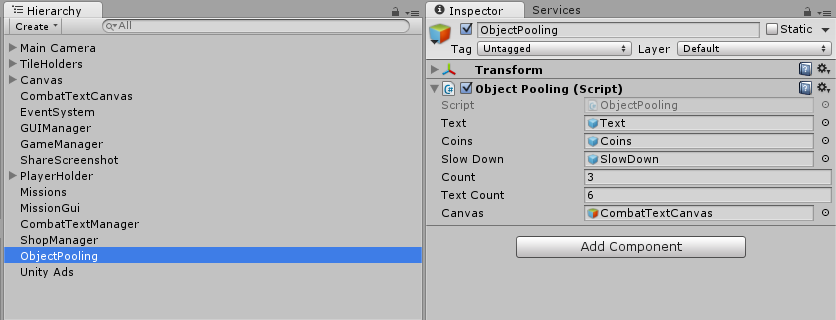 Hierarchy
Create
All
Main Camera
TileHolders
Canvas
CombatTextCanvas
EventSystem
GUIManager
GameManager
ShareScreenshot
PlayerHolder
Missions
MissionGui
CombatTextManager
ShopManager
ObjectPooling
Unity Ads
Inspector Services
ObjectPooling Static
Tag Untagged Layer Default
Transform
Object Pooling (Script)
Script ObjectPooling
Text Text
Coins Coins
Slow Down SlowDown
Count 3
Text Count 6
Canvas CombatTextCanvas
Add Component